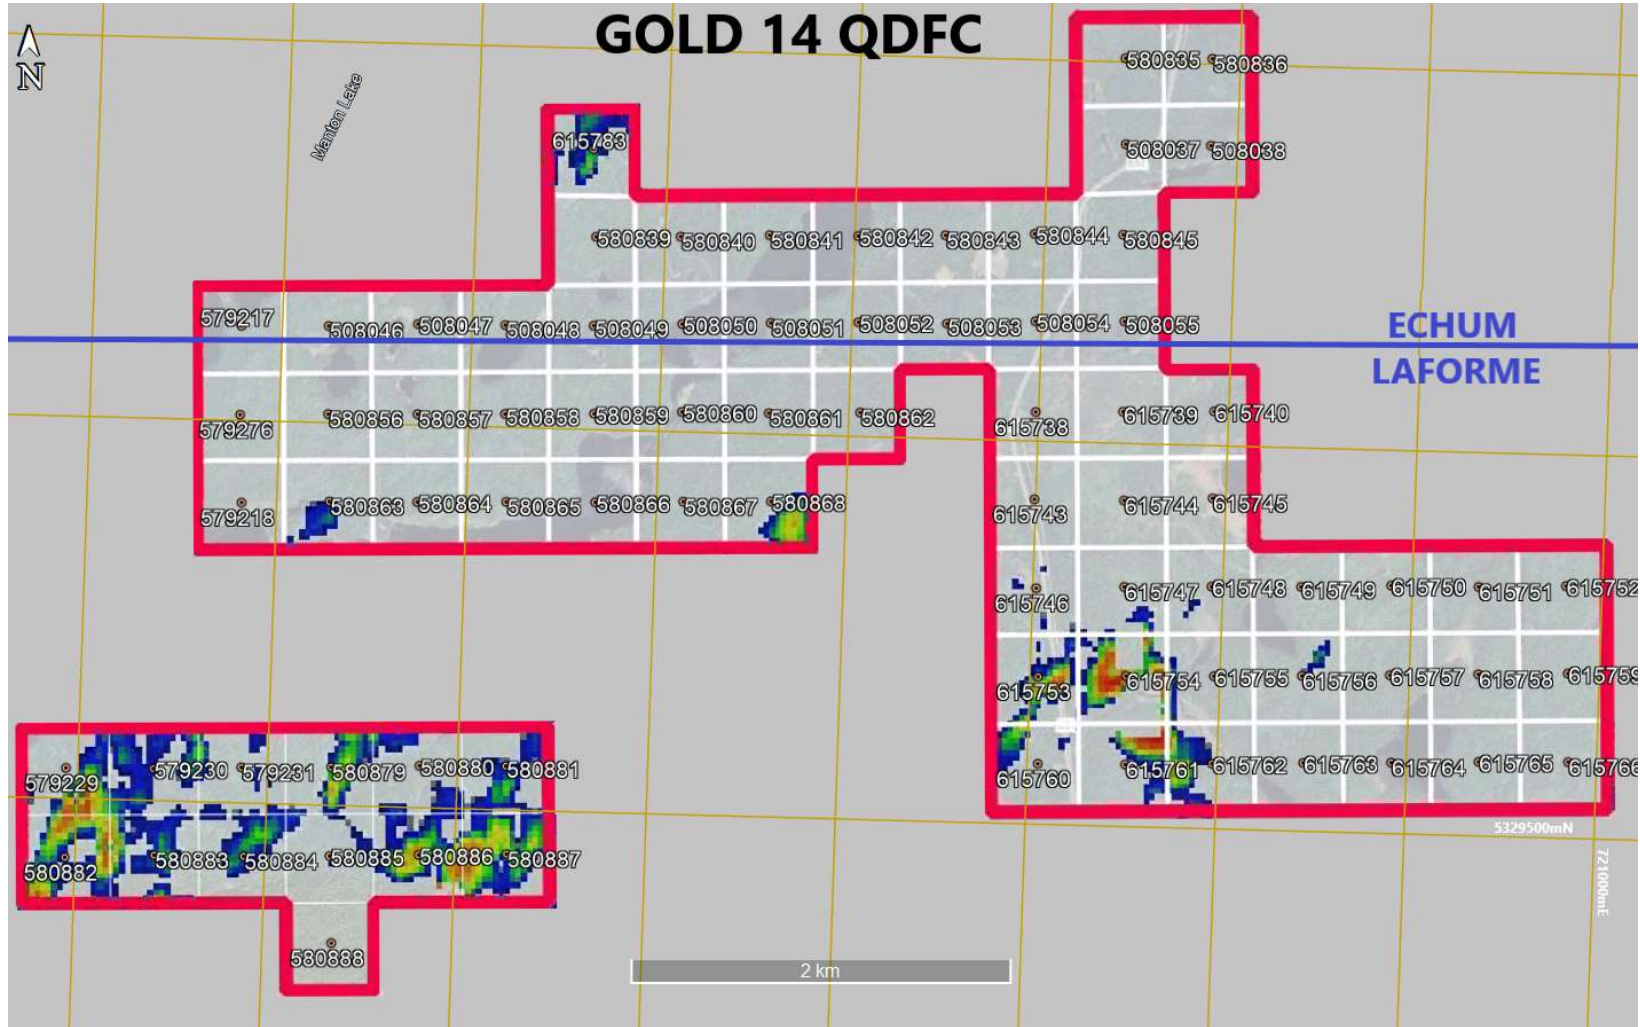 GOLD 14 QDFC
N
Manton Lake
580835 580836
615783
508037 508038
580839 580840 580841 580842 580843 580844 580845
579217 508046 508047 508048 508049 508050 508051 508052 508053 508054 508055
ECHUM
LAFORME
579276 580856 580857 580858 580859 580860 580861 580862 615738 615739 615740
579218 580863 580864 580865 580866 580867 580868 615743 615744 615745
615746 615747 615748 615749 615750 615751 615752
615753 615754 615755 615756 615757 615758 615759
579229 579230 579231 580879 580880 580881 615760 615761 615762 615763 615764 615765 615766
5329500mN
721000mE
580882 580883 580884 580885 580886 580887
580888
2 km